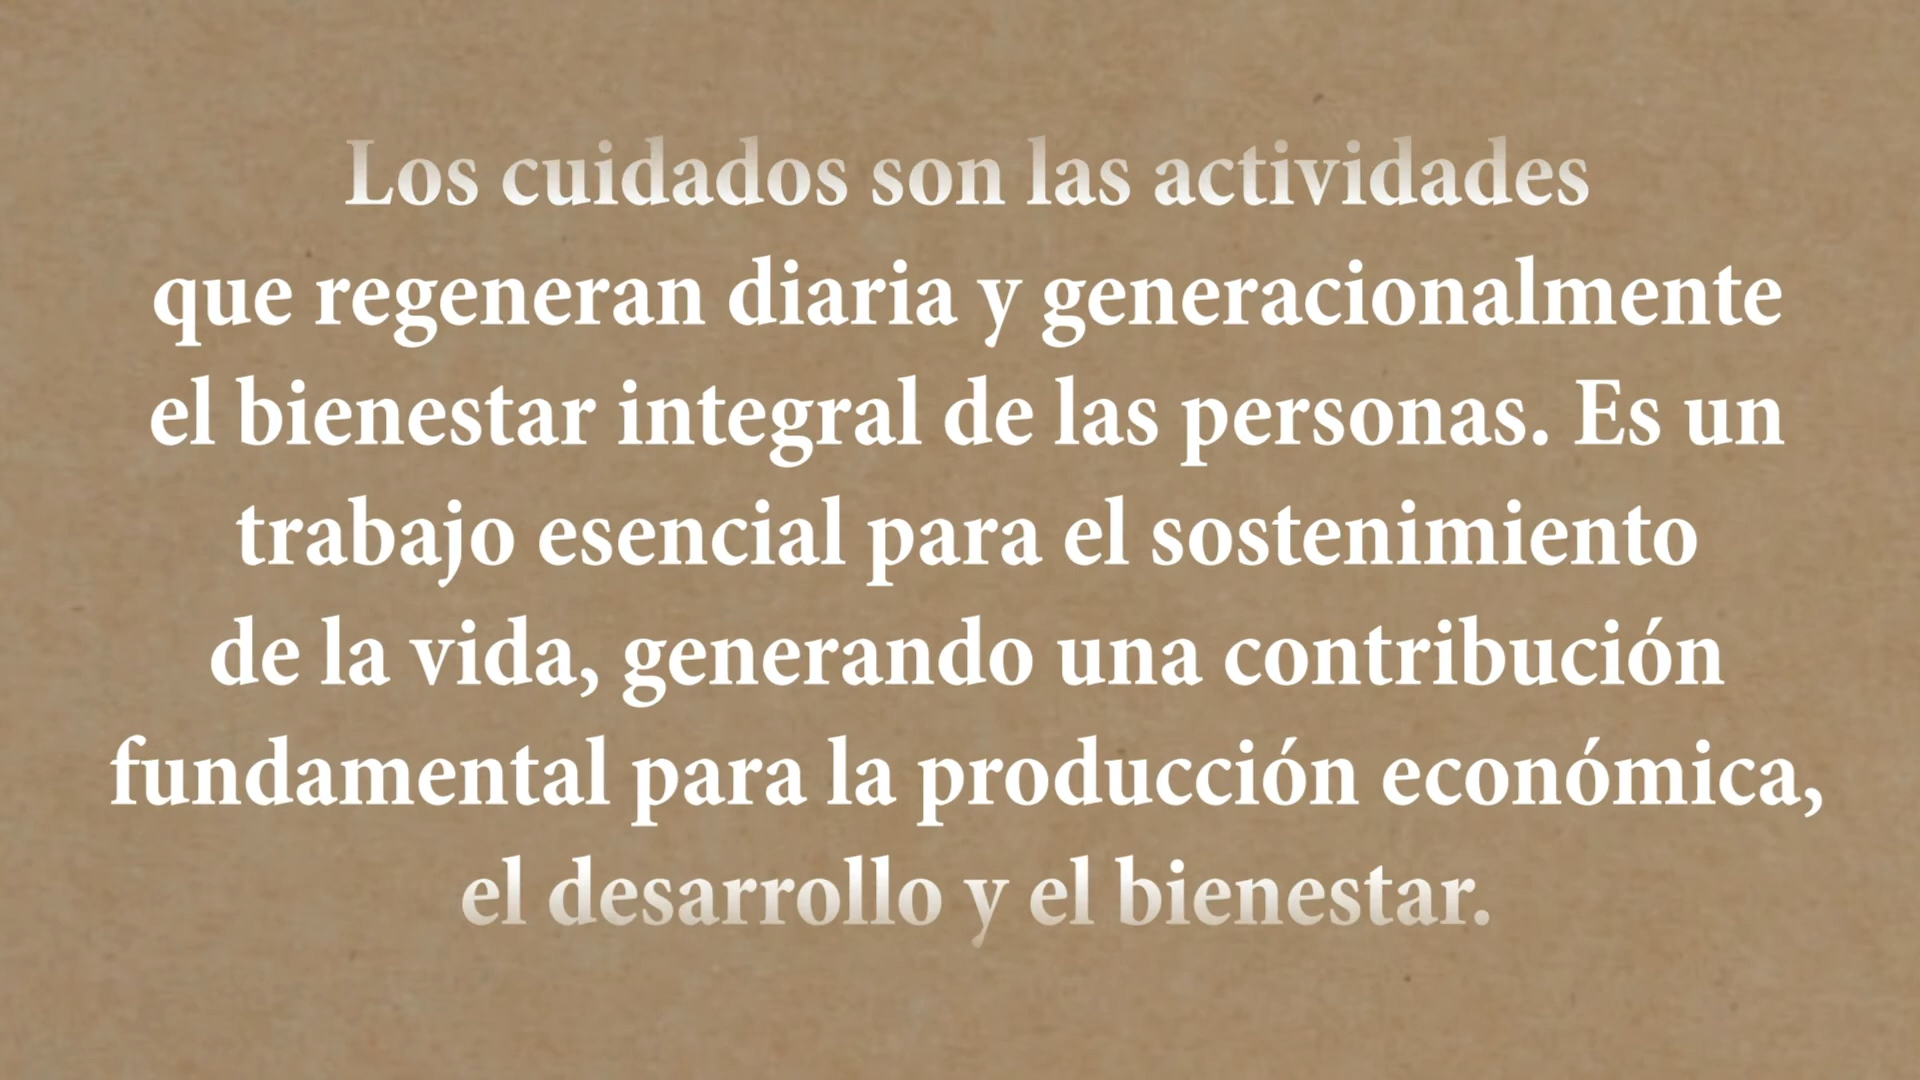 Los cuidados son las actividades
que regeneran diaria y generacionalmente
el bienestar integral de las personas. Es un
trabajo esencial para el sostenimiento
de la vida, generando una contribución
fundamental para la producción económica,
el desarrollo y el bienestar.